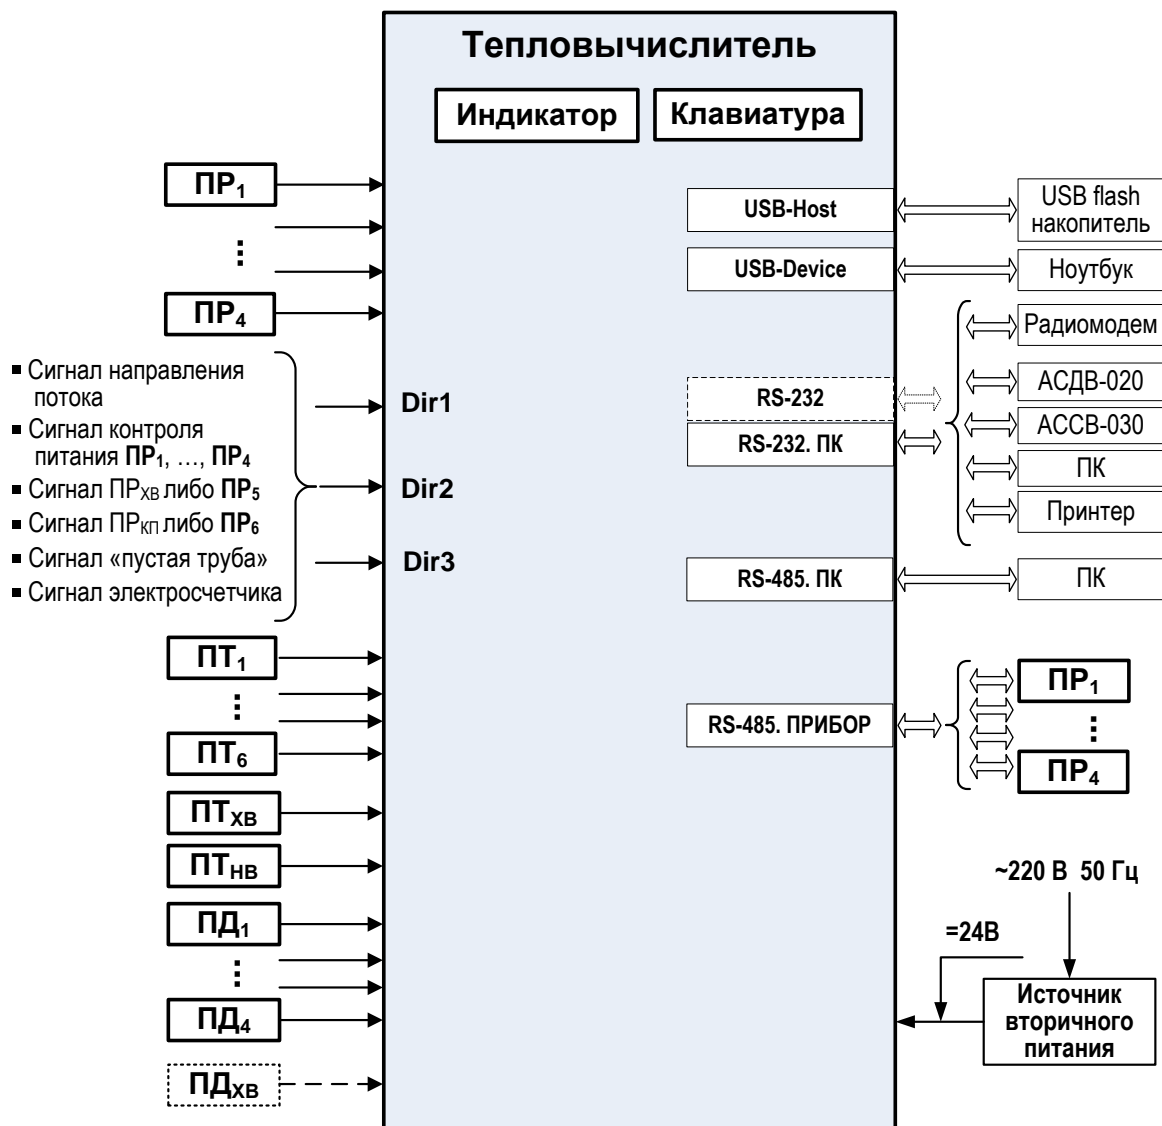 Тепловычислитель
Индикатор
Клавиатура
ПР1
⋮
ПР4
▪ Сигнал направления
потока
▪ Сигнал контроля
питания ПР1, ..., ПР4
▪ Сигнал ПРХВ либо ПР5
▪ Сигнал ПРКП либо ПР6
▪ Сигнал «пустая труба»
▪ Сигнал электросчетчика
Dir1
Dir2
Dir3
ПТ1
⋮
ПТ6
ПТХВ
ПТНВ
ПД1
⋮
ПД4
ПДХВ
USB-Host
USB-Device
RS-232
RS-232. ПК
RS-485. ПК
RS-485. ПРИБОР
USB flash
накопитель
Ноутбук
Радиомодем
АСДВ-020
АССВ-030
ПК
Принтер
ПК
ПР1
⋮
ПР4
~220 В 50 Гц
=24В
Источник
вторичного
питания